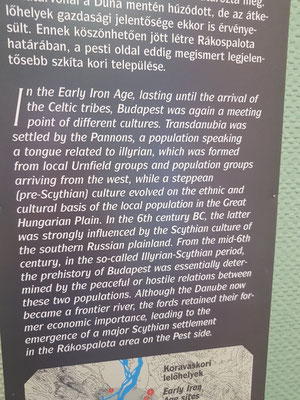 a Duna mentén húzódott, de az átke-
lőhelyek gazdasági jelentősége ekkor is érvénye-
sült. Ennek köszönhetően jött létre Rákospalota
határában, a pesti oldal eddig megismert legjelen-
tősebb szkíta kori települése.
In the Early Iron Age, lasting until the arrival of
the Celtic tribes, Budapest was again a meeting
point of different cultures. Transdanubia was
settled by the Pannons, a population speaking
a tongue related to illyrian, which was formed
from local Urnfield groups and population groups
arriving from the west, while a steppean
(pre-Scythian) culture evolved on the ethnic and
cultural basis of the local population in the Great
Hungarian Plain. In the 6th century BC, the latter
was strongly influenced by the Scythian culture of
the southern Russian plainland. From the mid-6th
century, in the so-called Illyrian-Scythian period,
the prehistory of Budapest was essentially deter-
mined by the peaceful or hostile relations between
these two populations. Although the Danube now
became a frontier river, the fords retained their for-
mer economic importance, leading to the
emergence of a major Scythian settlement
in the Rákospalota area on the Pest side.
Koravaskori
lelőhelyek
Early Iron
Age sites